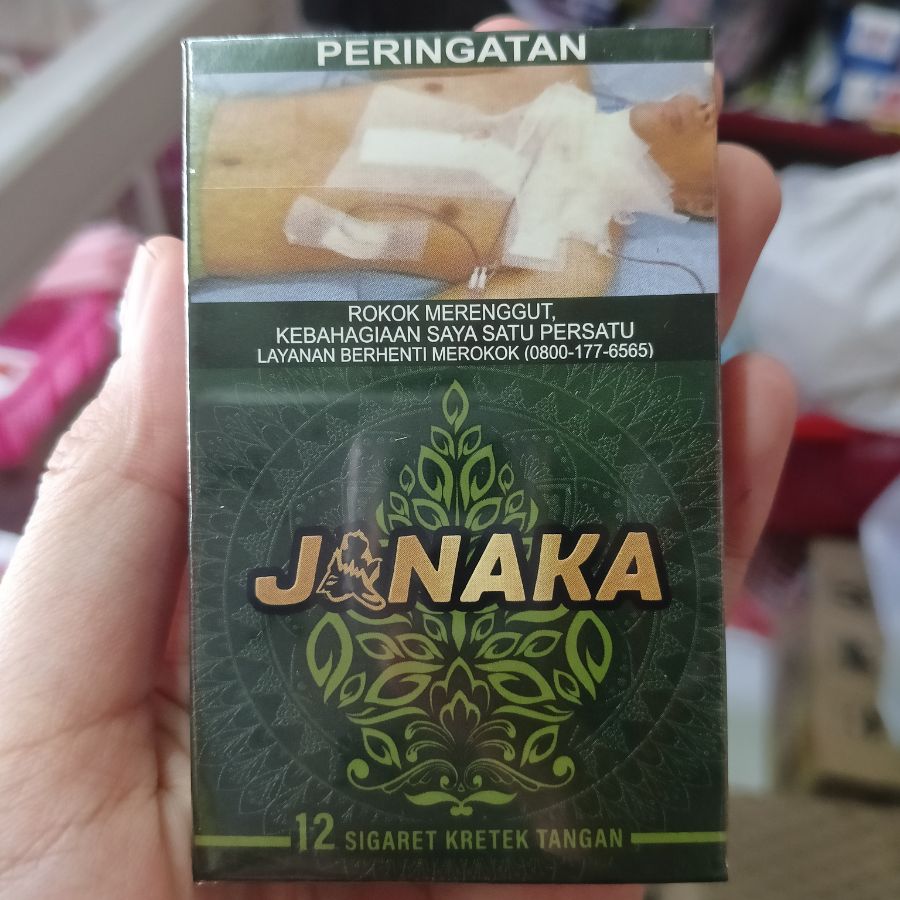 PERINGATAN
ROKOK MERENGGUT,
KEBAHAGIAAN SAYA SATU PERSATU
LAYANAN BERHENTI MEROKOK (0800-177-6565)
JANAKA
12 SIGARET KRETEK TANGAN